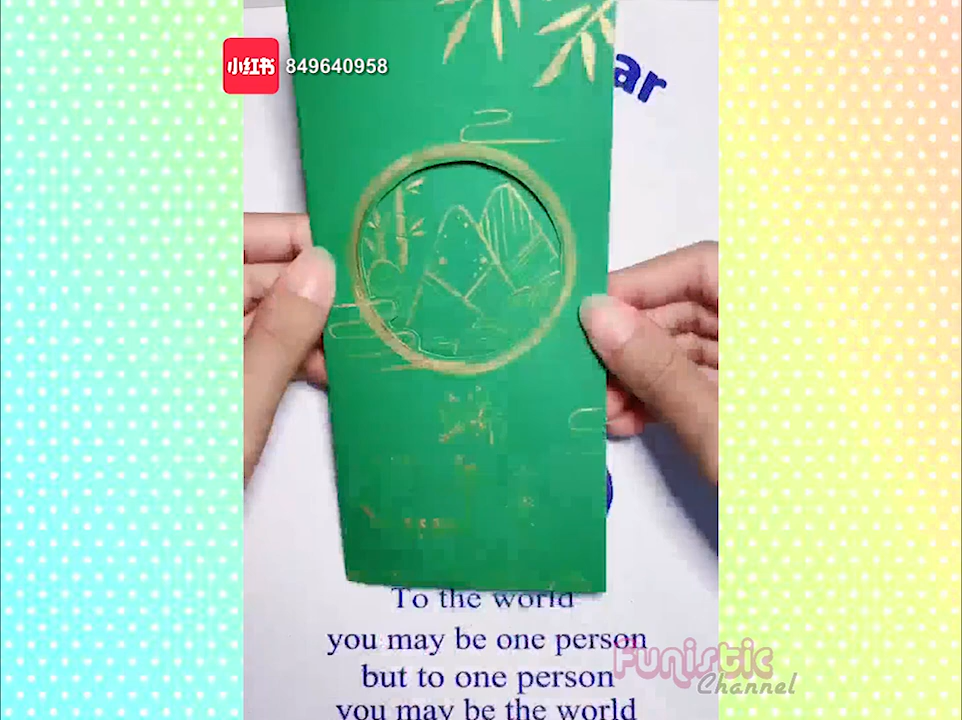 小红书 849640958
ar
To the world
you may be one person
but to one person
you may be the world
Funistic
Channel